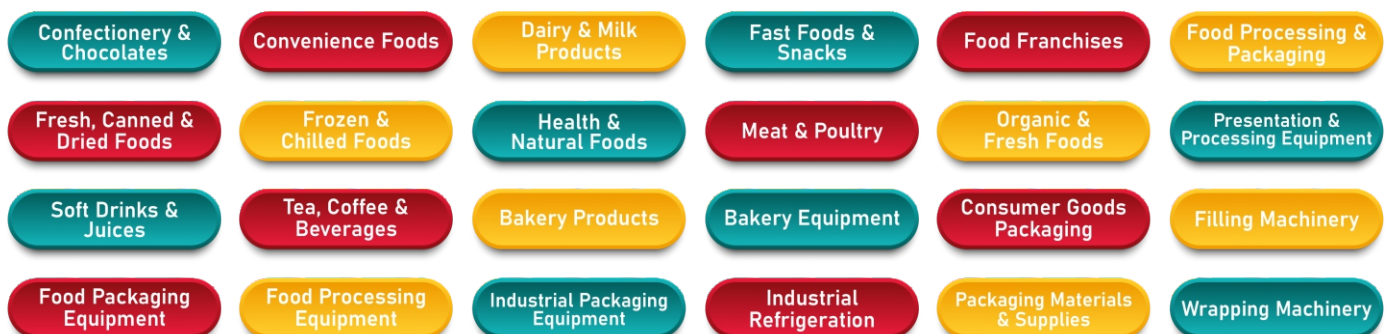 Confectionery &
Chocolates
Convenience Foods
Dairy & Milk
Products
Fast Foods &
Snacks
Food Franchises
Food Processing &
Packaging
Fresh, Canned &
Dried Foods
Frozen &
Chilled Foods
Health &
Natural Foods
Meat & Poultry
Organic &
Fresh Foods
Presentation &
Processing Equipment
Soft Drinks &
Juices
Tea, Coffee &
Beverages
Bakery Products
Bakery Equipment
Consumer Goods
Packaging
Filling Machinery
Food Packaging
Equipment
Food Processing
Equipment
Industrial Packaging
Equipment
Industrial
Refrigeration
Packaging Materials
& Supplies
Wrapping Machinery